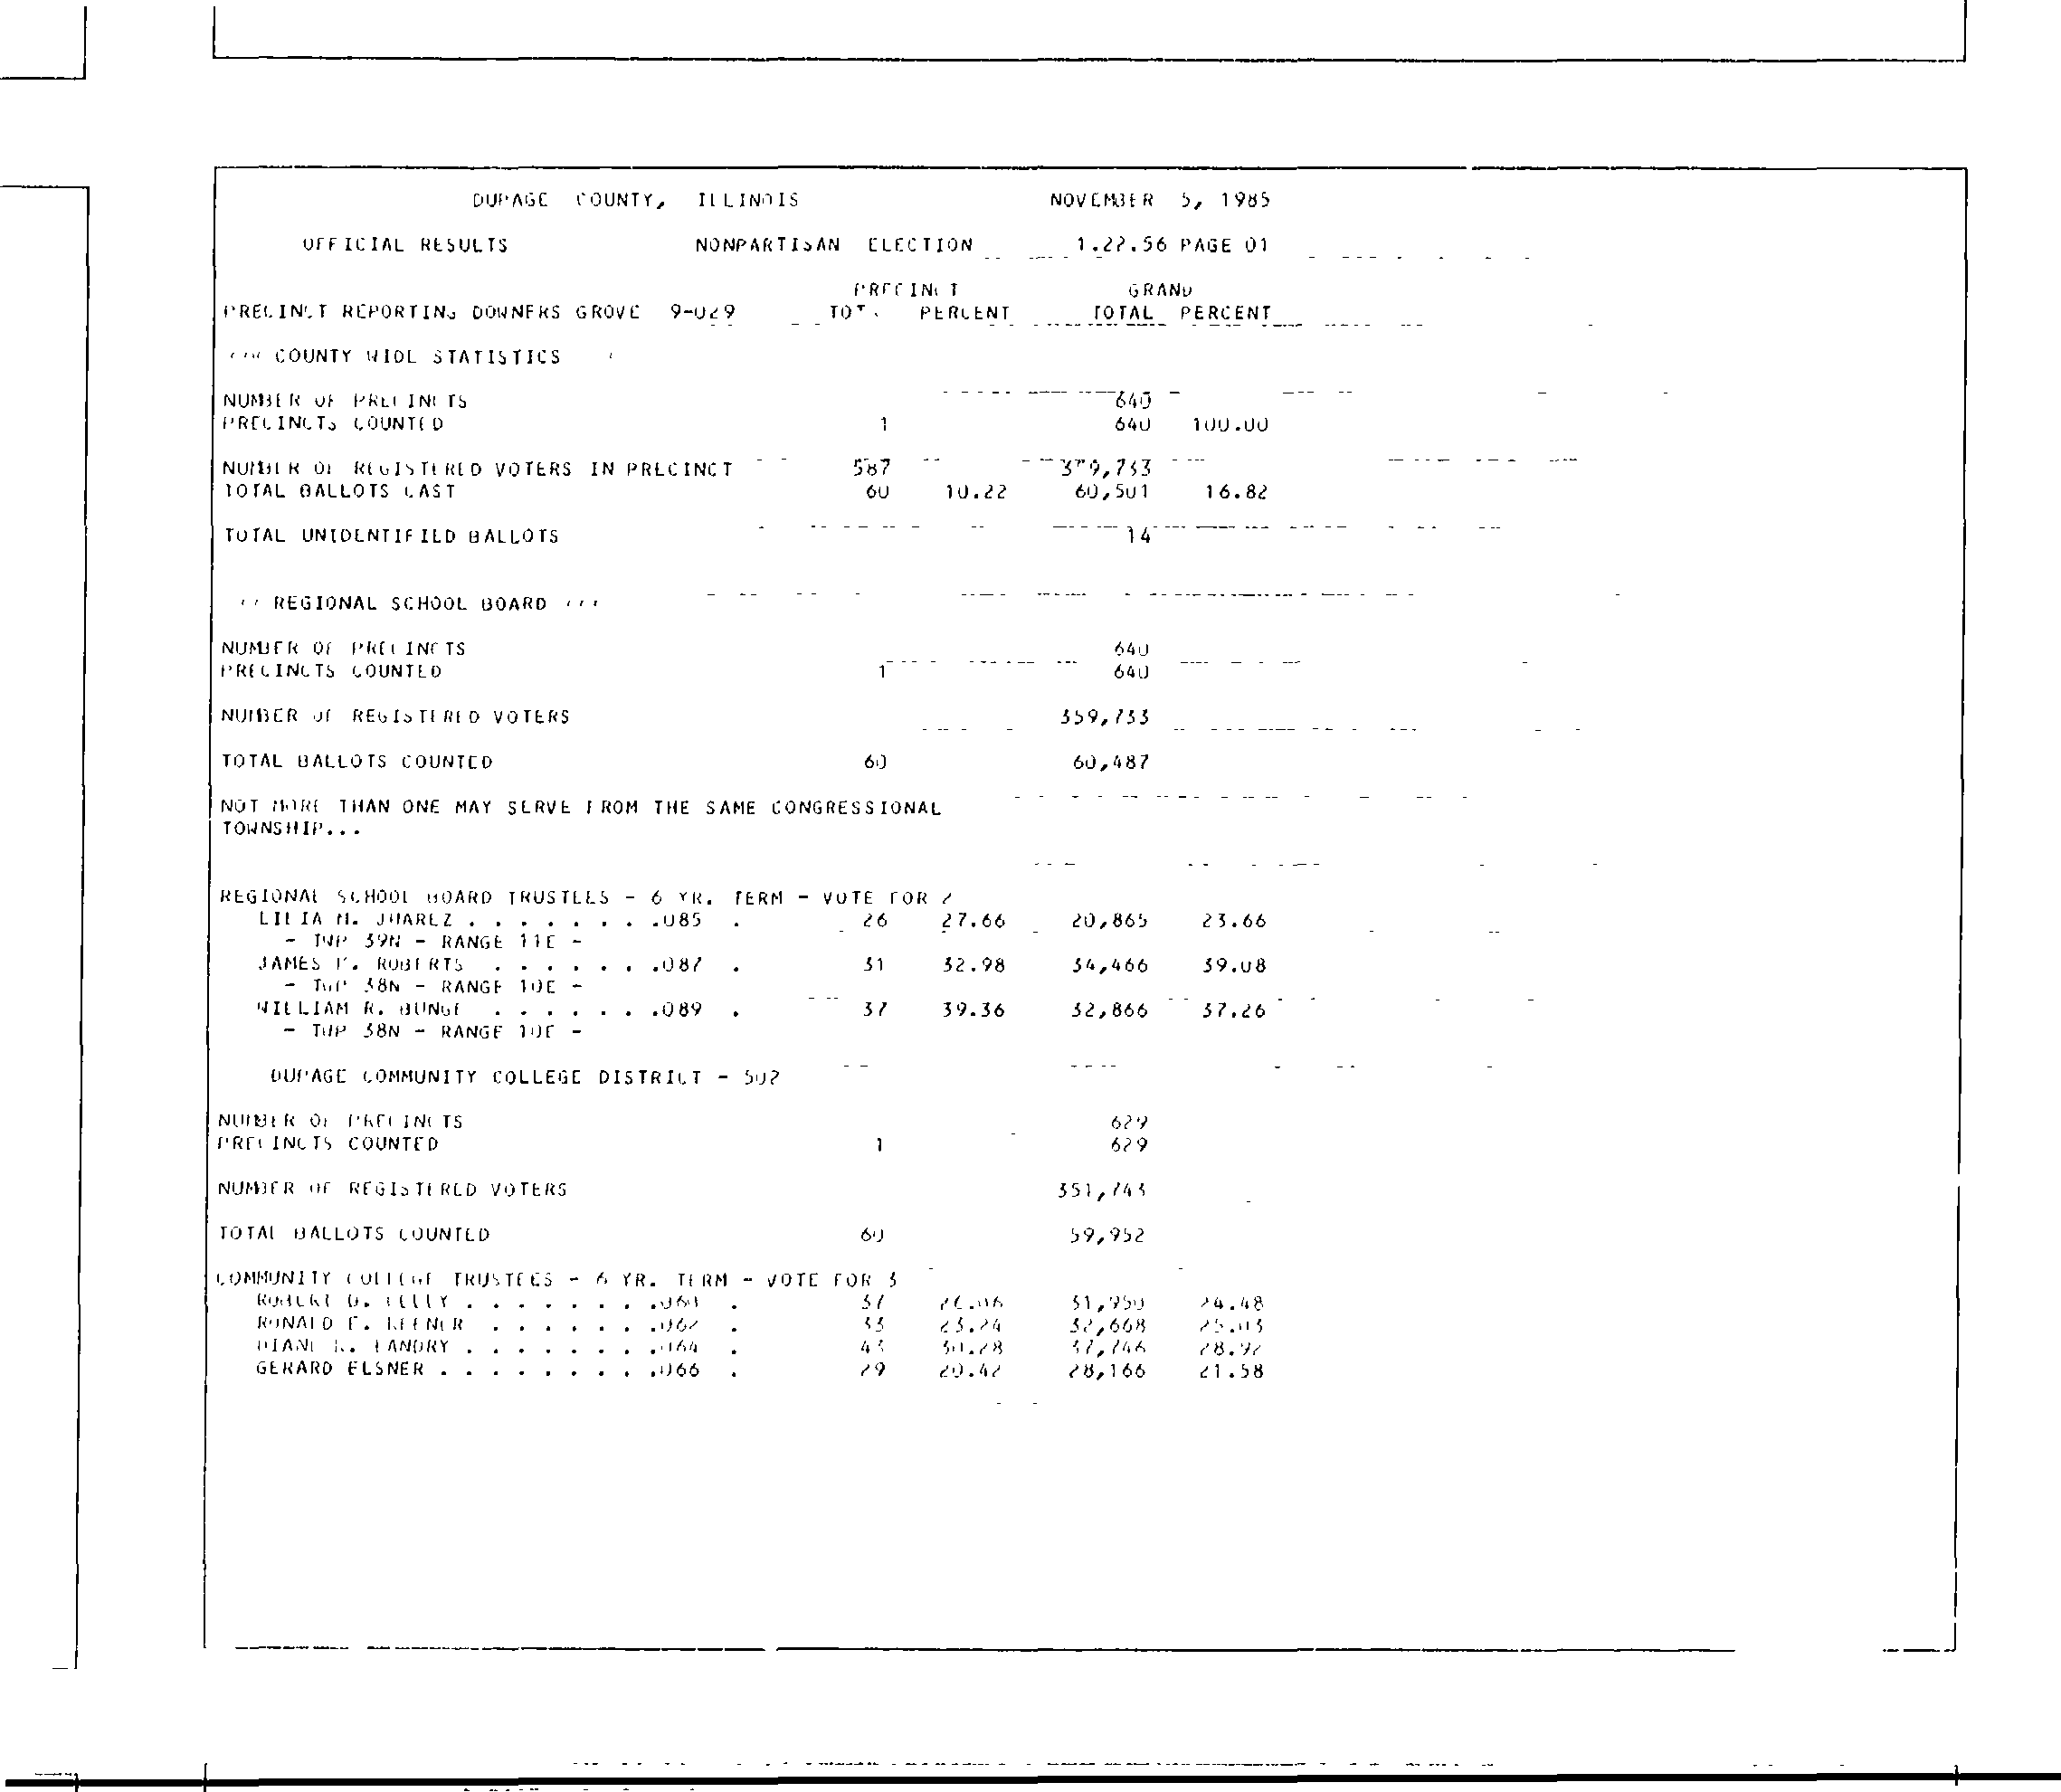 DUPAGE COUNTY, ILLINOIS NOVEMBER 5, 1985
OFFICIAL RESULTS NONPARTISAN ELECTION 1.22.56 PAGE 01
PRECINCT GRAND
PRECINCT REPORTING DOWNERS GROVE 9-029 PERCENT TOTAL PERCENT
COUNTY WIDE STATISTICS
NUMBER OF PRECINCTS 640
PRECINCTS COUNTED 1 640 100.00
NUMBER OF REGISTERED VOTERS IN PRECINCT 587
TOTAL BALLOTS CAST 60 10.22 60,501 16.82
TOTAL UNIDENTIFIED BALLOTS 14
REGIONAL SCHOOL BOARD
NUMBER OF PRECINCTS 640
PRECINCTS COUNTED 1 640
NUMBER OF REGISTERED VOTERS 359,733
TOTAL BALLOTS COUNTED 60 60,487
NOT MORE THAN ONE MAY SERVE FROM THE SAME CONGRESSIONAL
TOWNSHIP...
REGIONAL SCHOOL BOARD TRUSTEES - 6 YR. TERM - VOTE FOR 2
LILIA M. JUAREZ . . . . . . . .085 . 26 27.66 20,865 23.66
- TWP 39N - RANGE 11E -
JAMES ROBERTS . . . . . . .087 . 31 32.98 34,466 39.08
- TWP 38N - RANGE 10E -
WILLIAM R. BUNGE . . . . . . .089 . 37 39.36 32,866 37.26
- TWP 38N - RANGE 10E -
DUPAGE COMMUNITY COLLEGE DISTRICT - 502
NUMBER OF PRECINCTS 629
PRECINCTS COUNTED 1 629
NUMBER OF REGISTERED VOTERS 351,743
TOTAL BALLOTS COUNTED 60 59,952
COMMUNITY COLLEGE TRUSTEES - 6 YR. TERM - VOTE FOR 3
ROBERT . . . . . . . . 37 26.06 31,950 24.48
RONALD . . . . . . .062 . 33 23.24 32,668 25.03
DIANE LANDRY . . . . . . . .064 . 43 30.28 37,746 28.92
GERARD ELSNER . . . . . . . . .066 . 29 20.42 28,166 21.58